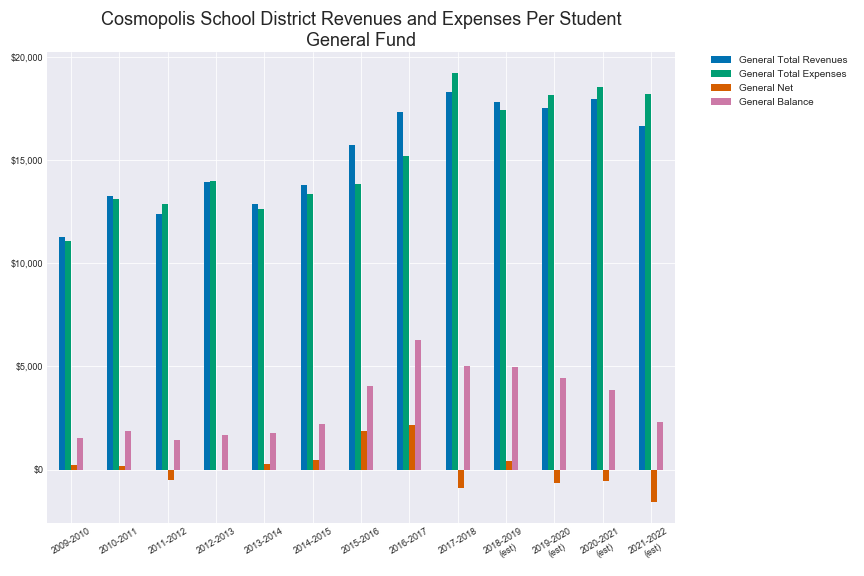 Cosmopolis School District Revenues and Expenses Per Student
General Fund
General Total Revenues
General Total Expenses
General Net
General Balance
$20,000
$15,000
$10,000
$5,000
$0
2009-2010
2010-2011
2011-2012
2012-2013
2013-2014
2014-2015
2015-2016
2016-2017
2017-2018
2018-2019
(est)
2019-2020
(est)
2020-2021
(est)
2021-2022
(est)